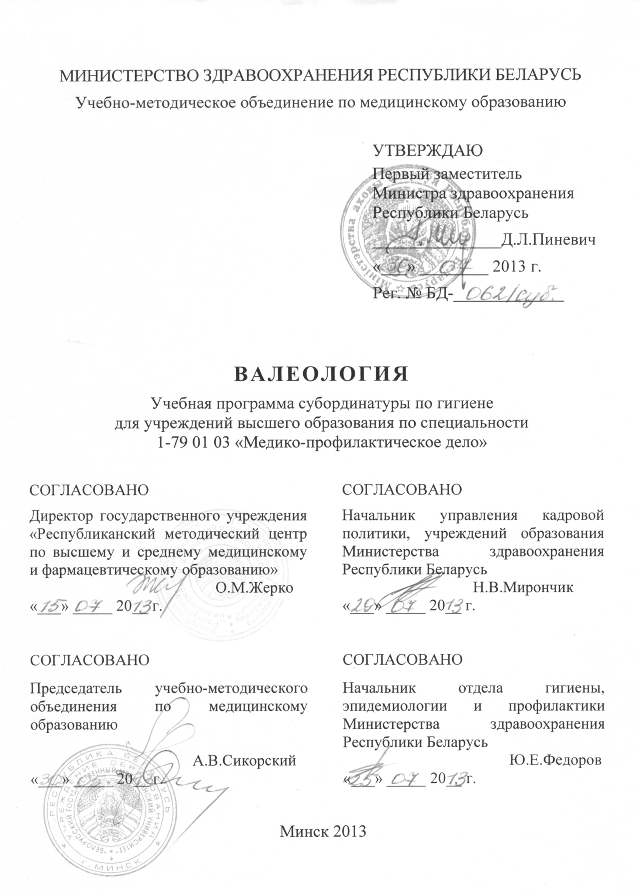 МИНИСТЕРСТВО ЗДРАВООХРАНЕНИЯ РЕСПУБЛИКИ БЕЛАРУСЬ
Учебно-методическое объединение по медицинскому образованию
УТВЕРЖДАЮ
Первый заместитель
Министра здравоохранения
Республики Беларусь
Д.Л.Пиневич
«30» 07 2013 г.
Рег. № БД-062/суб.
ВАЛЕОЛОГИЯ
Учебная программа субординатуры по гигиене
для учреждений высшего образования по специальности
1-79 01 03 «Медико-профилактическое дело»
СОГЛАСОВАНО
Директор государственного учреждения
«Республиканский методический центр
по высшему и среднему медицинскому
и фармацевтическому образованию»
О.М.Жерко
«15» 07 2013г.
СОГЛАСОВАНО
Начальник управления кадровой
политики, учреждений образования
Министерства здравоохранения
Республики Беларусь
Н.В.Мирончик
«20» 07 2013 г.
СОГЛАСОВАНО
Председатель учебно-методического
объединения по медицинскому
образованию
А.В.Сикорский
20 г.
СОГЛАСОВАНО
Начальник отдела гигиены,
эпидемиологии и профилактики
Министерства здравоохранения
Республики Беларусь
Ю.Е.Федоров
«25» 07 2013г.
Минск 2013